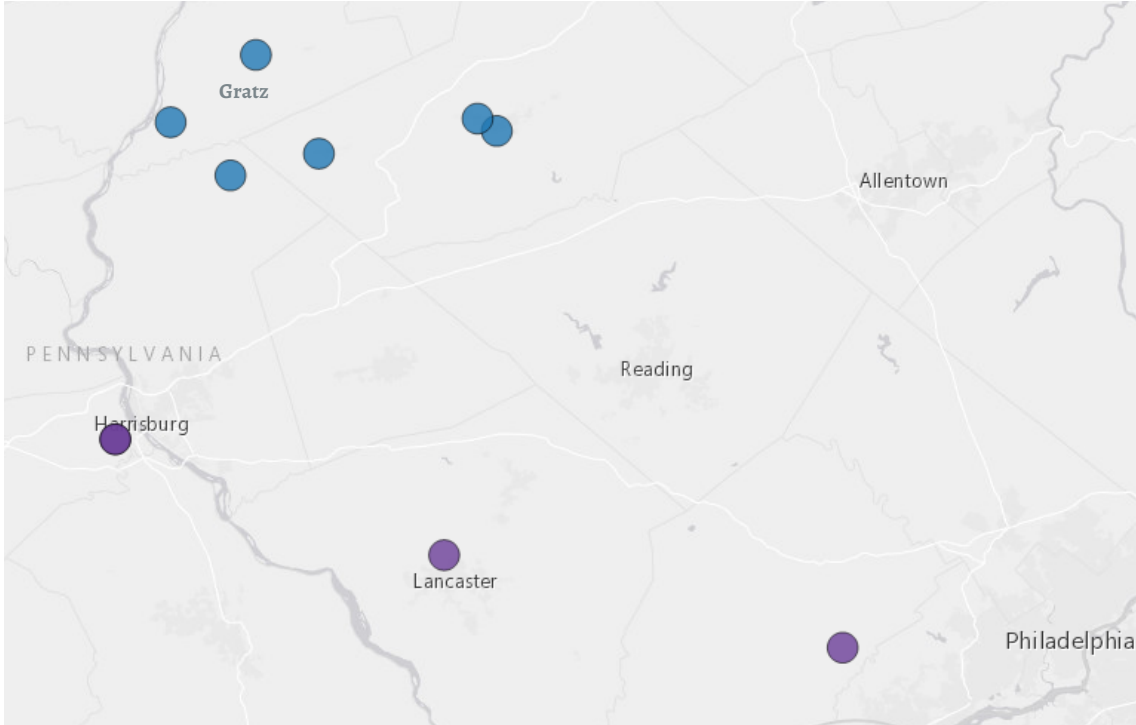 Gratz
Allentown
PENNSYLVANIA
Reading
Harrisburg
Lancaster
Philadelphia